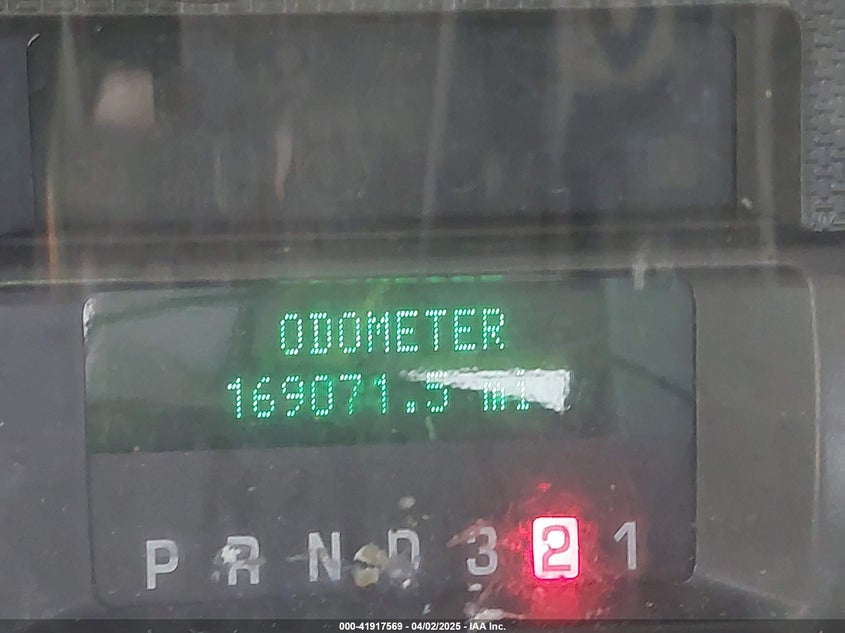 ODOMETER
169071.5 mi
P R N D 3 2 1
000-41917569 - 04/02/2025 - IAA Inc.